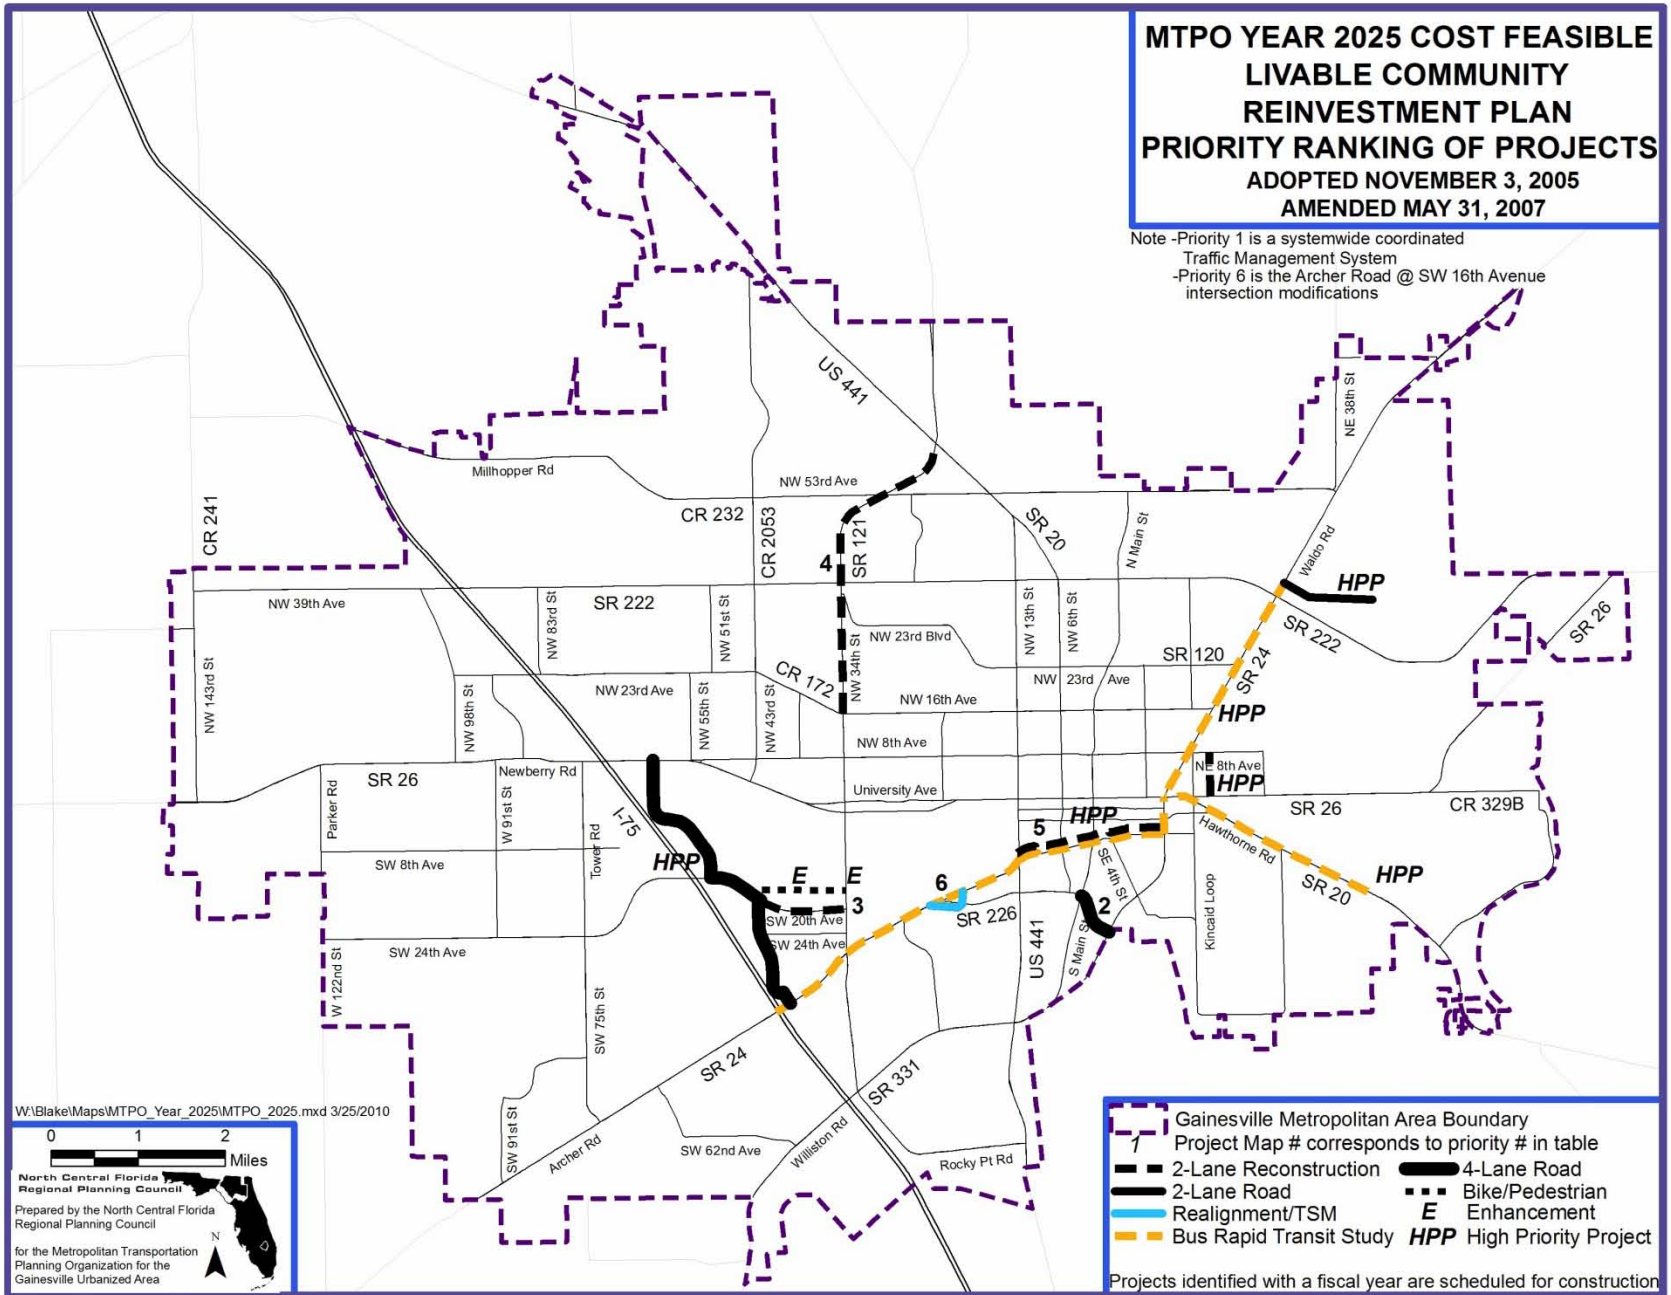 MTPO YEAR 2025 COST FEASIBLE
LIVABLE COMMUNITY
REINVESTMENT PLAN
PRIORITY RANKING OF PROJECTS
ADOPTED NOVEMBER 3, 2005
AMENDED MAY 31, 2007
Note -Priority 1 is a systemwide coordinated
Traffic Management System
-Priority 6 is the Archer Road @ SW 16th Avenue
intersection modifications
US 441
NE 38th St
Millhopper Rd
NW 53rd Ave
CR 241
CR 232
CR 2053
SR 121
SR 20
N Main St
Waldo Rd
4
HPP
NW 39th Ave
SR 222
NW 83rd St
NW 51st St
NW 13th St
NW 6th St
SR 222
SR 26
NW 23rd Blvd
SR 120
SR 24
NW 143rd St
CR 172
NW 34th St
NW 23rd Ave
NW 23rd Ave
NW 98th St
NW 55th St
NW 43rd St
NW 16th Ave
HPP
NW 8th Ave
NE 8th Ave
SR 26
Newberry Rd
HPP
Parker Rd
W 91st St
University Ave
SR 26
CR 329B
I-75
Tower Rd
5
HPP
Hawthorne Rd
SW 8th Ave
HPP
E
E
SE 4th St
HPP
6
SR 20
3
SR 226
2
SW 20th Ave
Kincaid Loop
SW 24th Ave
SW 24th Ave
US 441
S Main St
W 122nd St
SW 75th St
SR 24
SR 331
SW 91st St
Archer Rd
SW 62nd Ave
Williston Rd
Rocky Pt Rd
W:\Blake\Maps\MTPO_Year_2025\MTPO_2025.mxd 3/25/2010
0 1 2
Miles
North Central Florida
Regional Planning Council
Prepared by the North Central Florida
Regional Planning Council
N
for the Metropolitan Transportation
Planning Organization for the
Gainesville Urbanized Area
Gainesville Metropolitan Area Boundary
1 Project Map # corresponds to priority # in table
2-Lane Reconstruction
4-Lane Road
2-Lane Road
Bike/Pedestrian
Realignment/TSM
E Enhancement
Bus Rapid Transit Study
HPP High Priority Project
Projects identified with a fiscal year are scheduled for construction